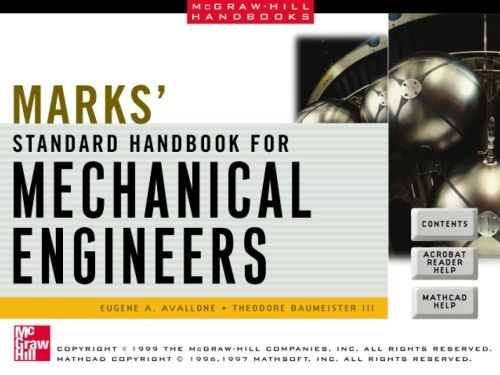 McGRAW-HILL
HANDBOOKS
MARKS'
STANDARD HANDBOOK FOR
MECHANICAL
ENGINEERS
CONTENTS
ACROBAT
READER
HELP
MATHCAD
HELP
EUGENE A. AVALLONE • THEODORE BAUMEISTER III
Mc
Graw
Hill
COPYRIGHT © 1999 THE McGRAW-HILL COMPANIES, INC. ALL RIGHTS RESERVED.
MATHCAD COPYRIGHT © 1996,1997 MATHSOFT, INC. ALL RIGHTS RESERVED.